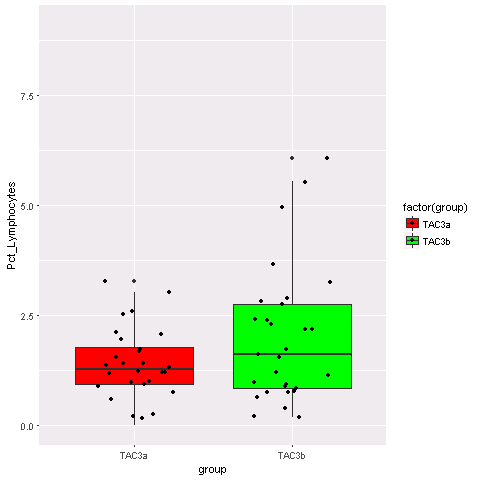 7.5
5.0
2.5
0.0
Pct_Lymphocytes
TAC3a
TAC3b
group
factor(group)
TAC3a
TAC3b